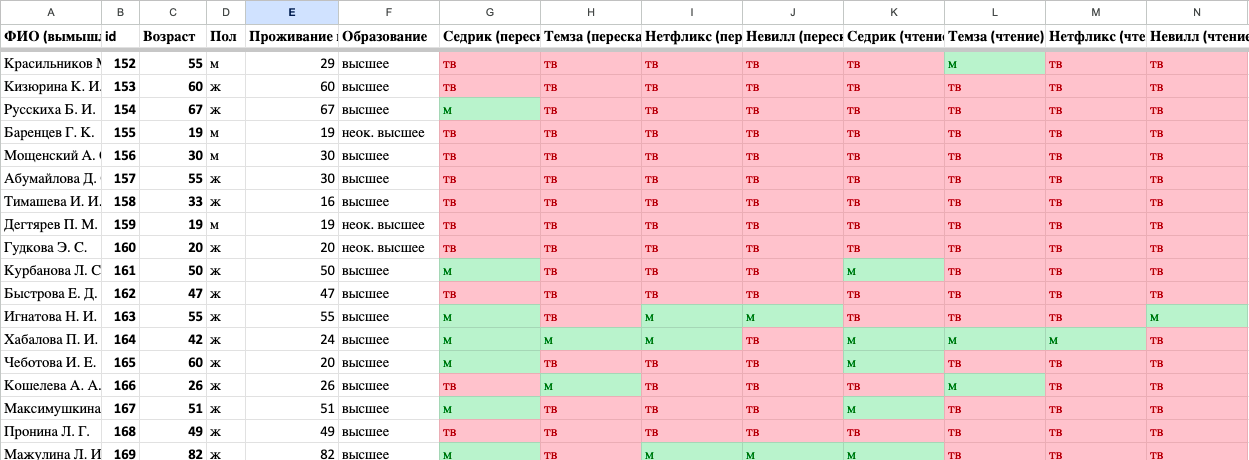 A B C D E F G H I J K L M N
ФИО (вымышл id Возраст Пол Проживание Образование Седрик (переск Темза (переска Нетфликс (пер Невилл (переск Седрик (чтение Темза (чтение) Нетфликс (чте Невилл (чтение
Красильников М 152 55 м 29 высшее тв тв тв тв тв м тв тв
Кизюрина К. И. 153 60 ж 60 высшее тв тв тв тв тв тв тв тв
Русскиха Б. И. 154 67 ж 67 высшее м тв тв тв тв тв тв тв
Баренцев Г. К. 155 19 м 19 неок. высшее тв тв тв тв тв тв тв тв
Мощенский А. 156 30 м 30 высшее тв тв тв тв тв тв тв тв
Абумайлова Д. 157 55 ж 30 высшее тв тв тв тв тв тв тв тв
Тимашева И. И. 158 33 ж 16 высшее тв тв тв тв тв тв тв тв
Дегтярев П. М. 159 19 м 19 неок. высшее тв тв тв тв тв тв тв тв
Гудкова Э. С. 160 20 ж 20 неок. высшее тв тв тв тв тв тв тв тв
Курбанова Л. С 161 50 ж 50 высшее м тв тв тв м тв тв тв
Быстрова Е. Д. 162 47 ж 47 высшее тв тв тв тв тв тв тв тв
Игнатова Н. И. 163 55 ж 55 высшее м тв м м тв тв тв м
Хабалова П. И. 164 42 ж 24 высшее м м м тв м м м тв
Чеботова И. Е. 165 60 ж 20 высшее м тв тв тв м тв тв тв
Кошелева А. А. 166 26 ж 26 высшее тв м тв тв тв м тв тв
Максимушкина 167 51 ж 51 высшее м тв тв тв м тв тв тв
Пронина Л. Г. 168 49 ж 49 высшее тв тв тв тв тв тв тв тв
Мажулина Л. И 169 82 ж 82 высшее м тв м м м тв тв тв